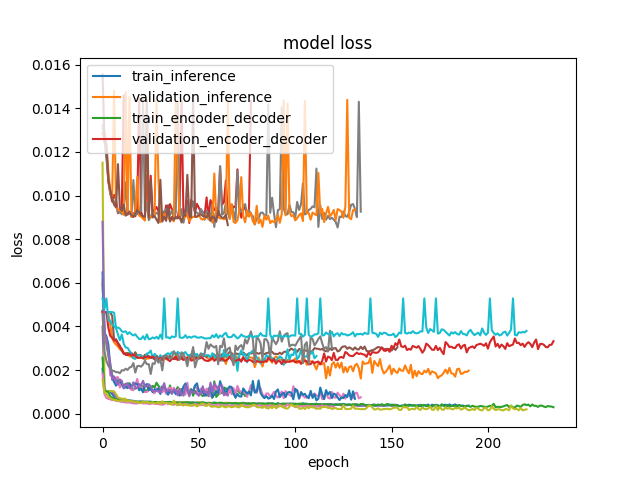 model loss
0.016
0.014
0.012
0.010
0.008
0.006
0.004
0.002
0.000
loss
train_inference
validation_inference
train_encoder_decoder
validation_encoder_decoder
0 50 100 150 200
epoch